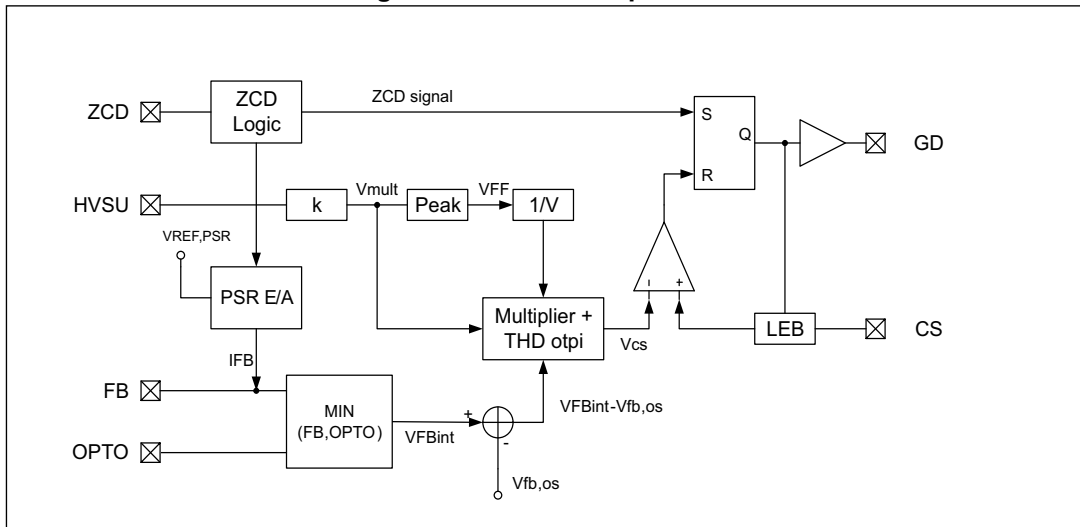 ZCD
ZCD
Logic
ZCD signal
S
Q
R
GD
HVSU
k
Vmult
Peak
VFF
1/V
VREF,PSR
PSR E/A
Multiplier +
THD otpi
Vcs
-
+
LEB
CS
IFB
FB
OPTO
MIN
(FB,OPTO)
VFBint
+
-
VFBint-Vfb,os
Vfb,os